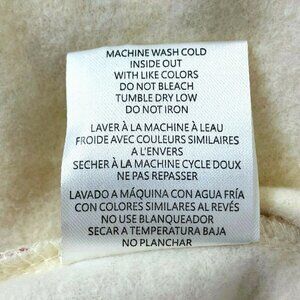 MACHINE WASH COLD
INSIDE OUT
WITH LIKE COLORS
DO NOT BLEACH
TUMBLE DRY LOW
DO NOT IRON
LAVER À LA MACHINE À LEAU
FROIDE AVEC COULEURS SIMILAIRES
A L'ENVERS
SECHER À LA MACHINE CYCLE DOUX
NE PAS REPASSER
LAVADO A MÁQUINA CON AGUA FRÍA
CON COLORES SIMILARES AL REVÉS
NO USE BLANQUEADOR
SECAR A TEMPERATURA BAJA
NO PLANCHAR